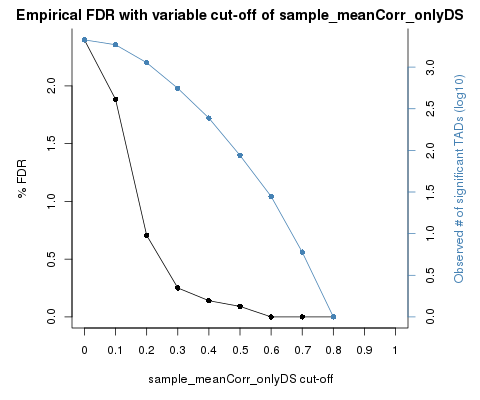 Empirical FDR with variable cut-off of sample_meanCorr_onlyDS
% FDR
2.0
1.5
1.0
0.5
0.0
3.0
2.5
2.0
1.5
1.0
0.5
0.0
Observed # of significant TADs (log10)
0 0.1 0.2 0.3 0.4 0.5 0.6 0.7 0.8 0.9 1
sample_meanCorr_onlyDS cut-off